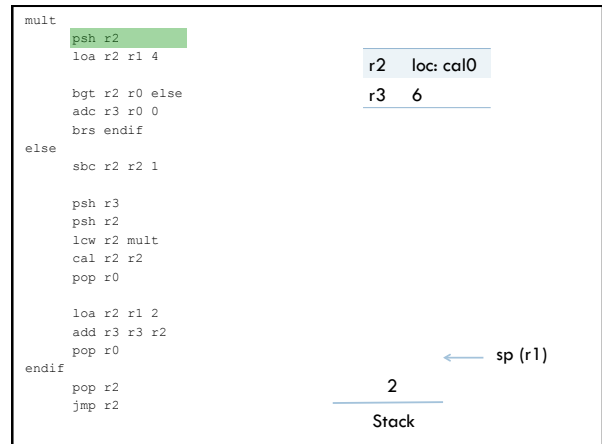 mult
psh r2
loa r2 r1 4
bgt r2 r0 else
adc r3 r0 0
brs endif
else
sbc r2 r2 1
psh r3
psh r2
lcw r2 mult
cal r2 r2
pop r0
loa r2 r1 2
add r3 r3 r2
pop r0
endif
pop r2
jmp r2
r2 loc: cal0
r3 6
sp (r1)
2
Stack